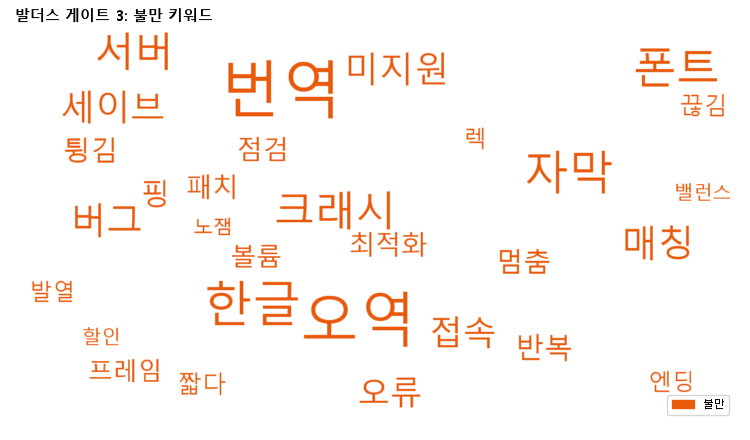 발더스 게이트 3: 불만 키워드
서버
번역
미지원
폰트
세이브
끊김
튕김
점검
렉
자막
핑
패치
밸런스
버그
노잼
크래시
최적화
매칭
볼륨
멈춤
발열
한글
오역
접속
할인
반복
프레임
짧다
오류
엔딩
불만